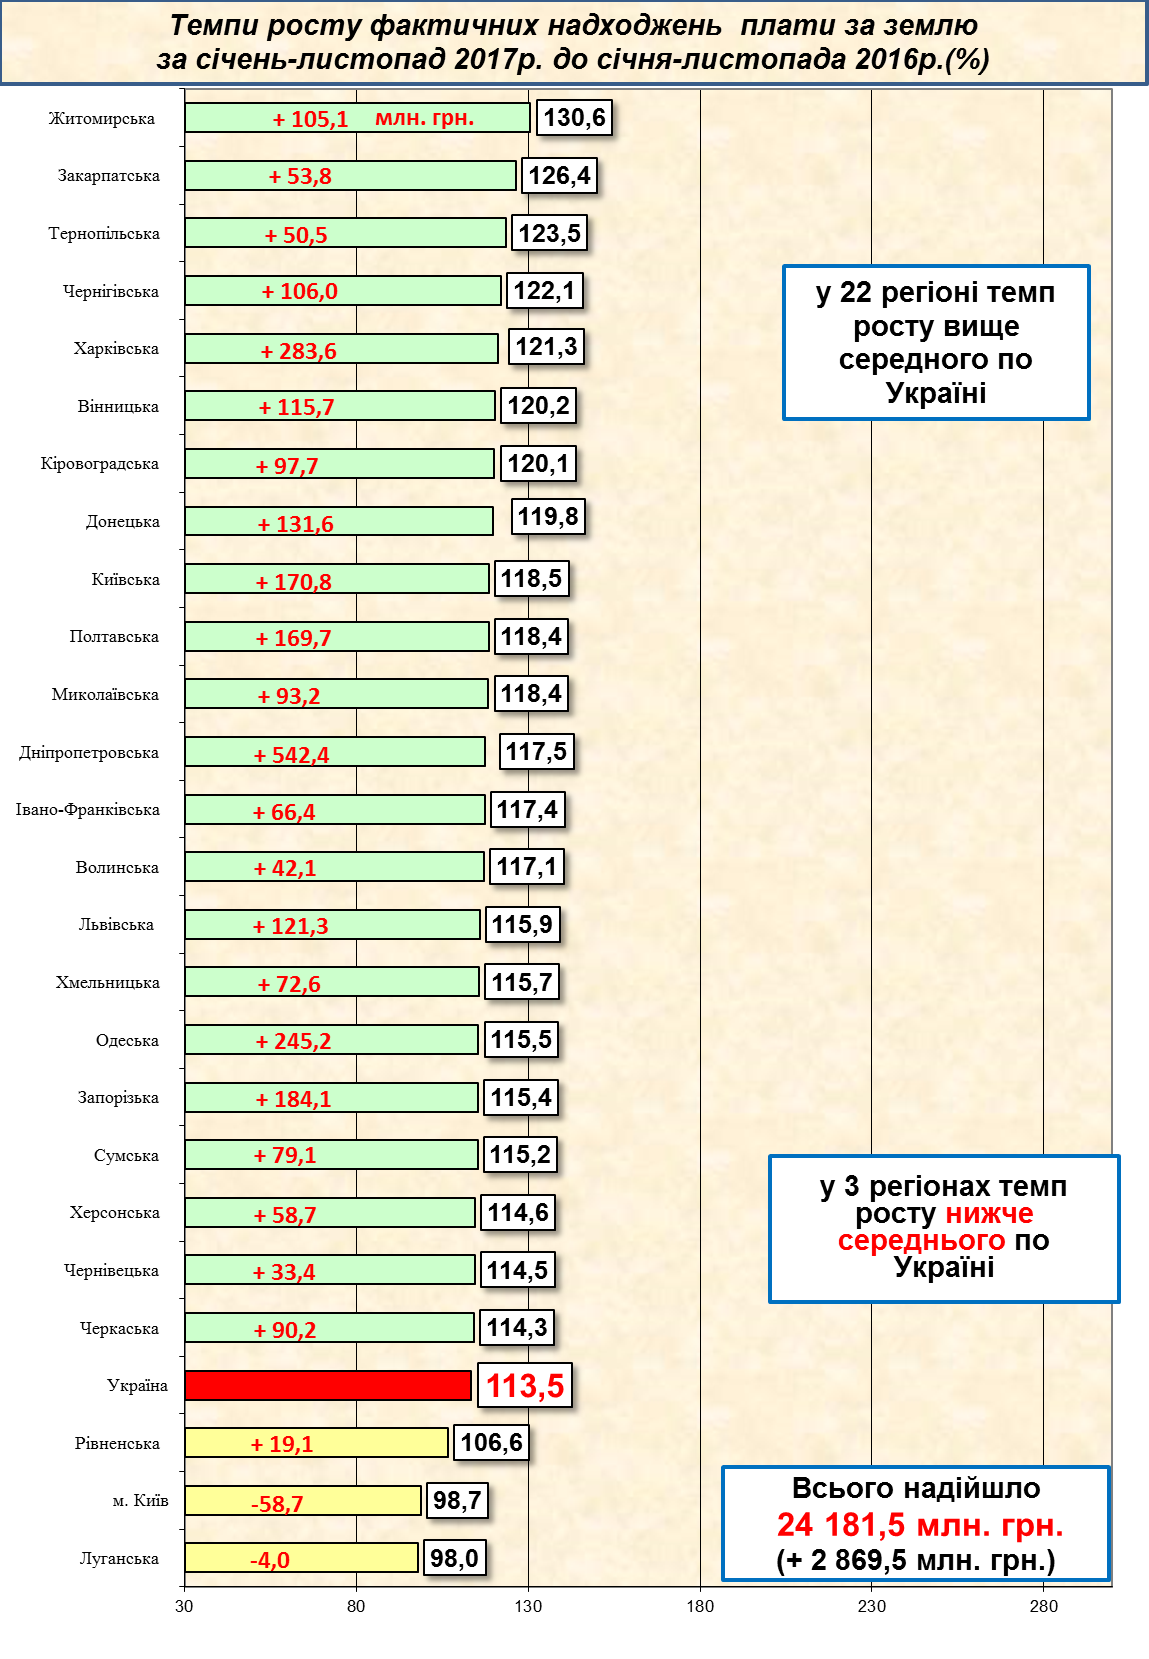 Темпи росту фактичних надходжень плати за землю
за січень-листопад 2017р. до січня-листопада 2016р.(%)
Житомирська + 105,1 млн. грн. 130,6
Закарпатська + 53,8 126,4
Тернопільська + 50,5 123,5
Чернігівська + 106,0 122,1
Харківська + 283,6 121,3
Вінницька + 115,7 120,2
Кіровоградська + 97,7 120,1
Донецька + 131,6 119,8
Київська + 170,8 118,5
Полтавська + 169,7 118,4
Миколаївська + 93,2 118,4
Дніпропетровська + 542,4 117,5
Івано-Франківська + 66,4 117,4
Волинська + 42,1 117,1
Львівська + 121,3 115,9
Хмельницька + 72,6 115,7
Одеська + 245,2 115,5
Запорізька + 184,1 115,4
Сумська + 79,1 115,2
Херсонська + 58,7 114,6
Чернівецька + 33,4 114,5
Черкаська + 90,2 114,3
Україна 113,5
Рівненська + 19,1 106,6
м. Київ -58,7 98,7
Луганська -4,0 98,0
30 80 130 180 230 280
у 22 регіоні темп
росту вище
середного по
Україні
у 3 регіонах темп
росту нижче
середнього по
Україні
Всього надійшло
24 181,5 млн. грн.
(+ 2 869,5 млн. грн.)